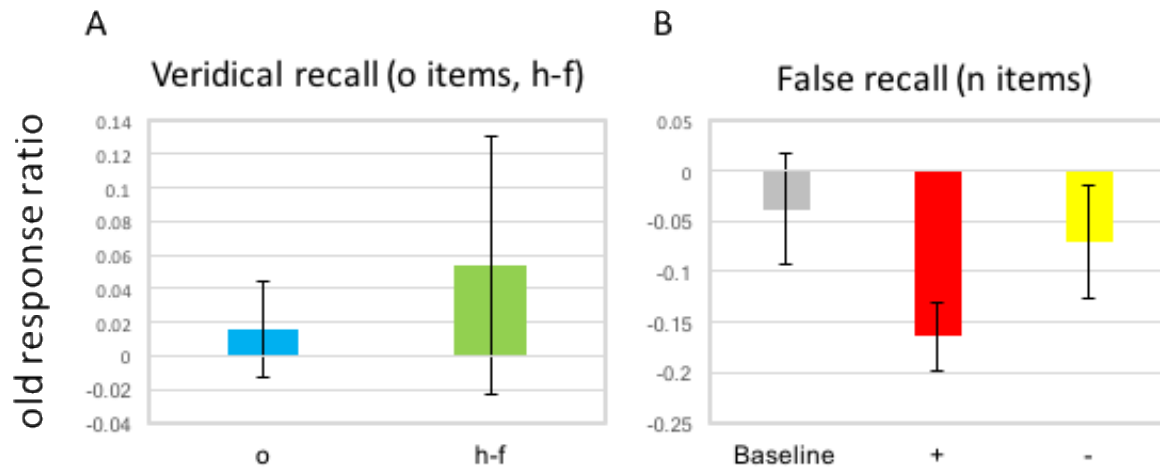 A
Veridical recall (o items, h-f)
old response ratio
0.14
0.12
0.1
0.08
0.06
0.04
0.02
0
-0.02
-0.04
o h-f
B
False recall (n items)
0.05
0
-0.05
-0.1
-0.15
-0.2
-0.25
Baseline + -